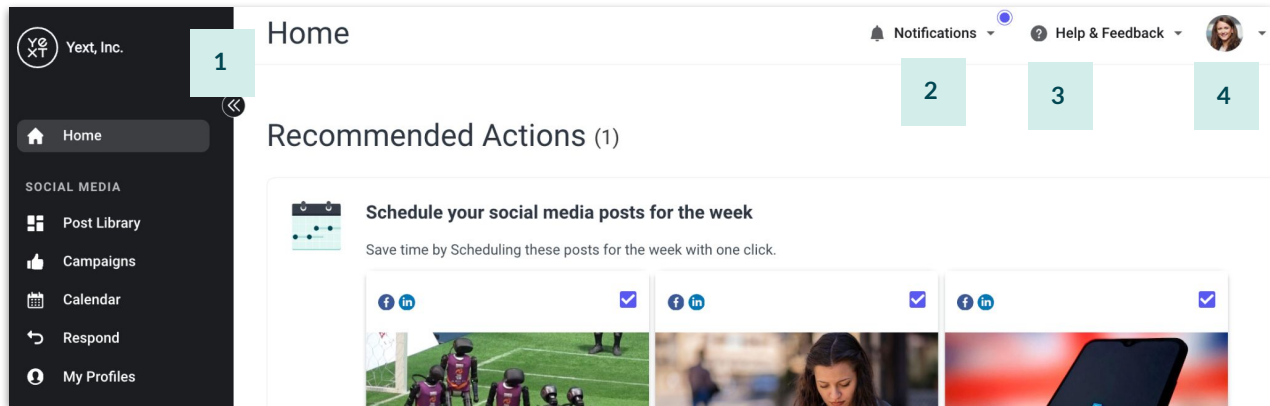 YEXT
Yext, Inc.
1
Home
Notifications
Help & Feedback
2
3
4
Home
Recommended Actions (1)
SOCIAL MEDIA
Post Library
Campaigns
Calendar
Respond
My Profiles
Schedule your social media posts for the week
Save time by Scheduling these posts for the week with one click.